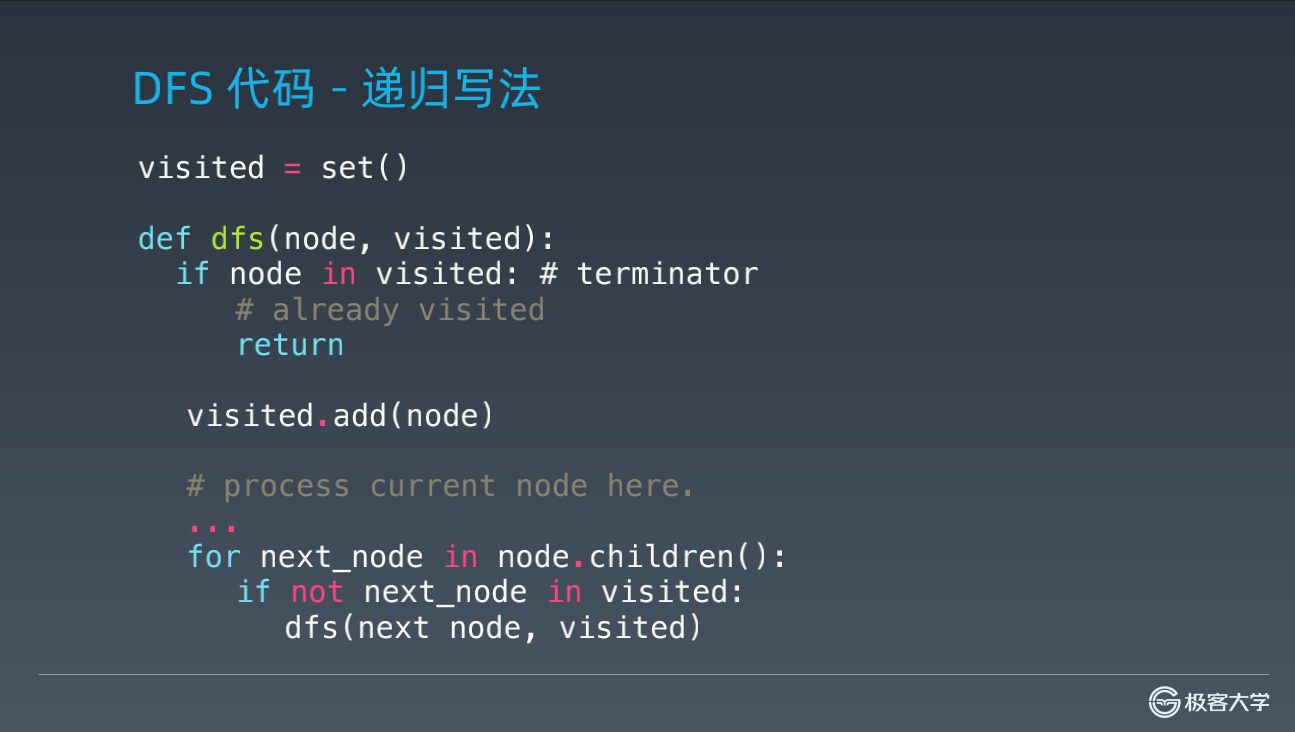 DFS 代码 - 递归写法
visited = set()
def dfs(node, visited):
if node in visited: # terminator
# already visited
return
visited.add(node)
# process current node here.
...
for next_node in node.children():
if not next_node in visited:
dfs(next node, visited)
极客大学